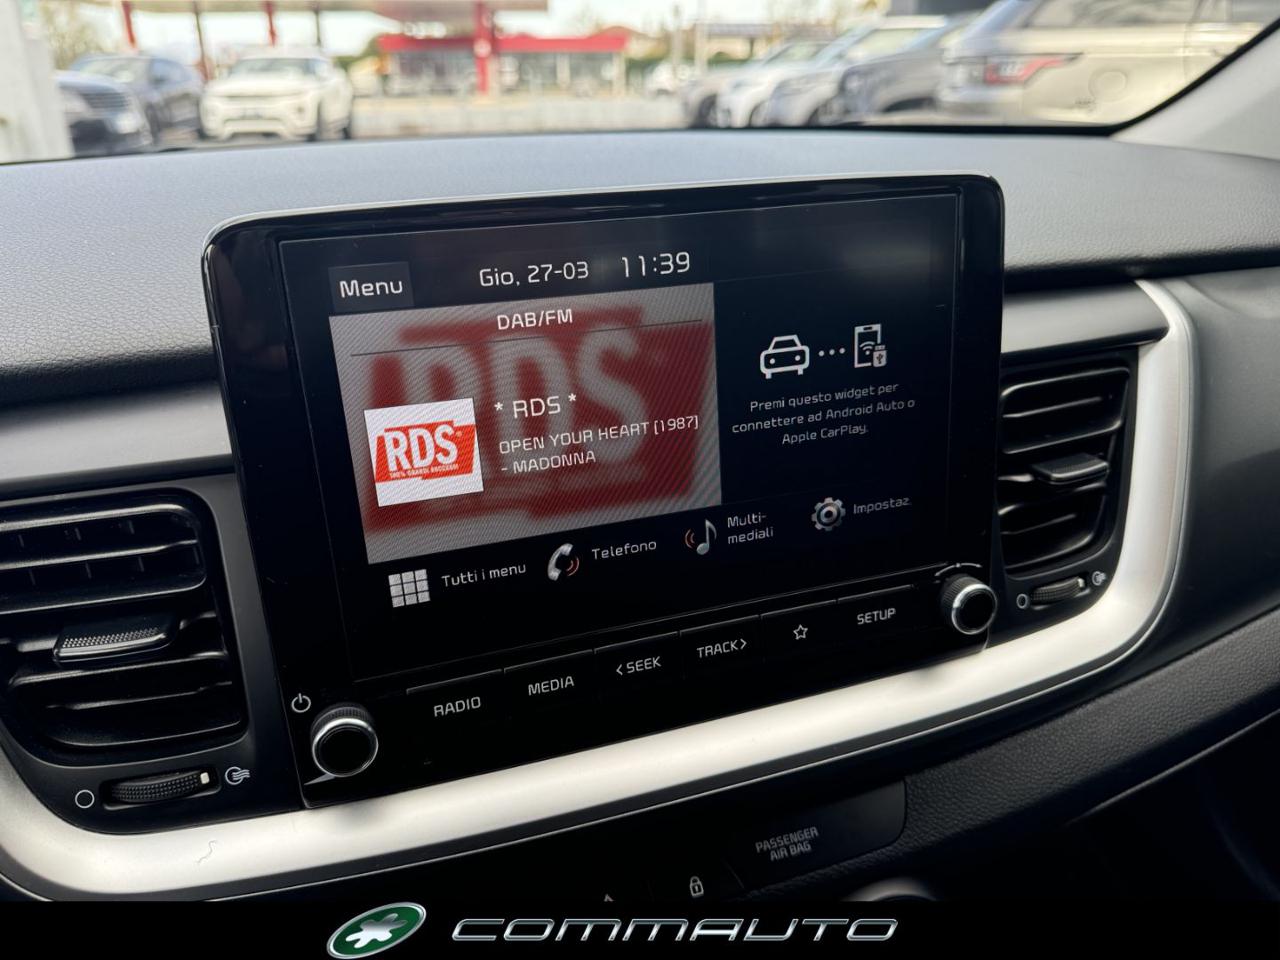 Menu
Gio, 27-03 11:39
DAB/FM
RDS
* RDS *
OPEN YOUR HEART [1987]
- MADONNA
RDS
100% GRANDI SUCCESSI
Premi questo widget per
connettere ad Android Auto o
Apple CarPlay.
Tutti i menu
Telefono
Multi-
mediali
Impostaz.
RADIO
MEDIA
<SEEK
TRACK>
SETUP
PASSENGER
AIR BAG
COMMAUTO